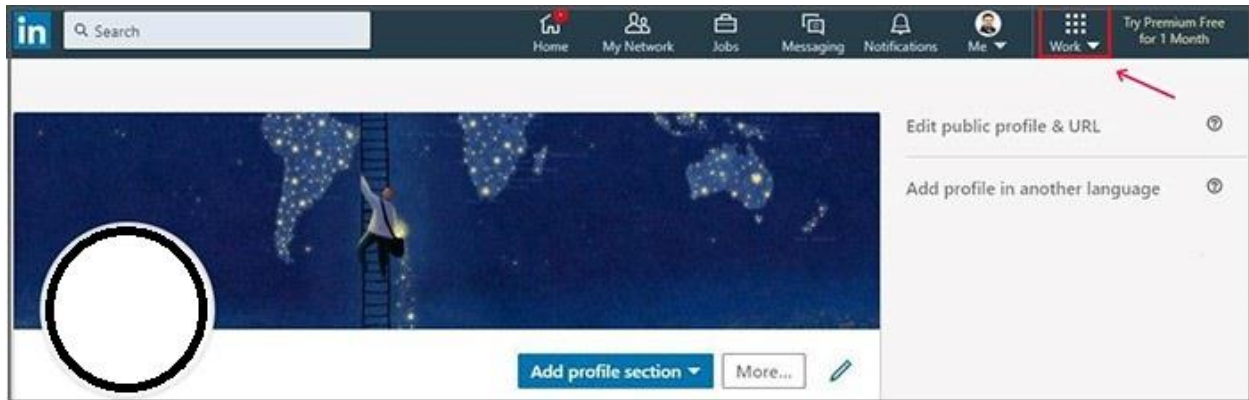 in
Search
Home
My Network
Jobs
Messaging
Notifications
Me
Work
Try Premium Free
for 1 Month
Edit public profile & URL
Add profile in another language
Add profile section
More...